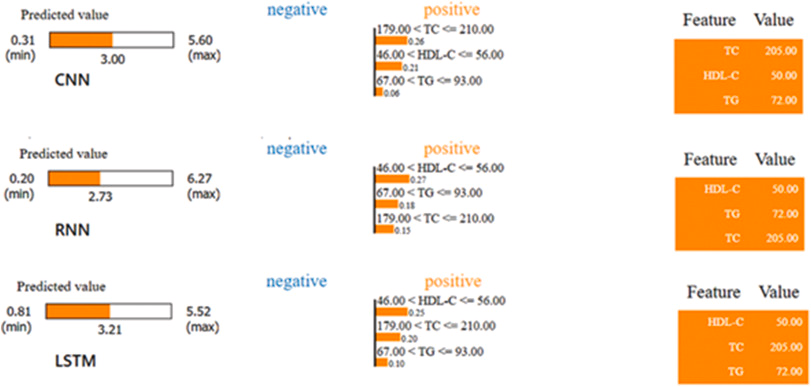 Predicted value negative positive Feature Value
0.31 5.60
(min) (max)
3.00
CNN
179.00 < TC <= 210.00
0.26
46.00 < HDL-C <= 56.00
0.21
67.00 < TG <= 93.00
0.06
TC 205.00
HDL-C 50.00
TG 72.00
Predicted value negative positive Feature Value
0.20 6.27
(min) (max)
2.73
RNN
46.00 < HDL-C <= 56.00
0.27
67.00 < TG <= 93.00
0.18
179.00 < TC <= 210.00
0.15
HDL-C 50.00
TG 72.00
TC 205.00
Predicted value negative positive Feature Value
0.81 5.52
(min) (max)
3.21
LSTM
46.00 < HDL-C <= 56.00
0.25
179.00 < TC <= 210.00
0.20
67.00 < TG <= 93.00
0.10
HDL-C 50.00
TC 205.00
TG 72.00